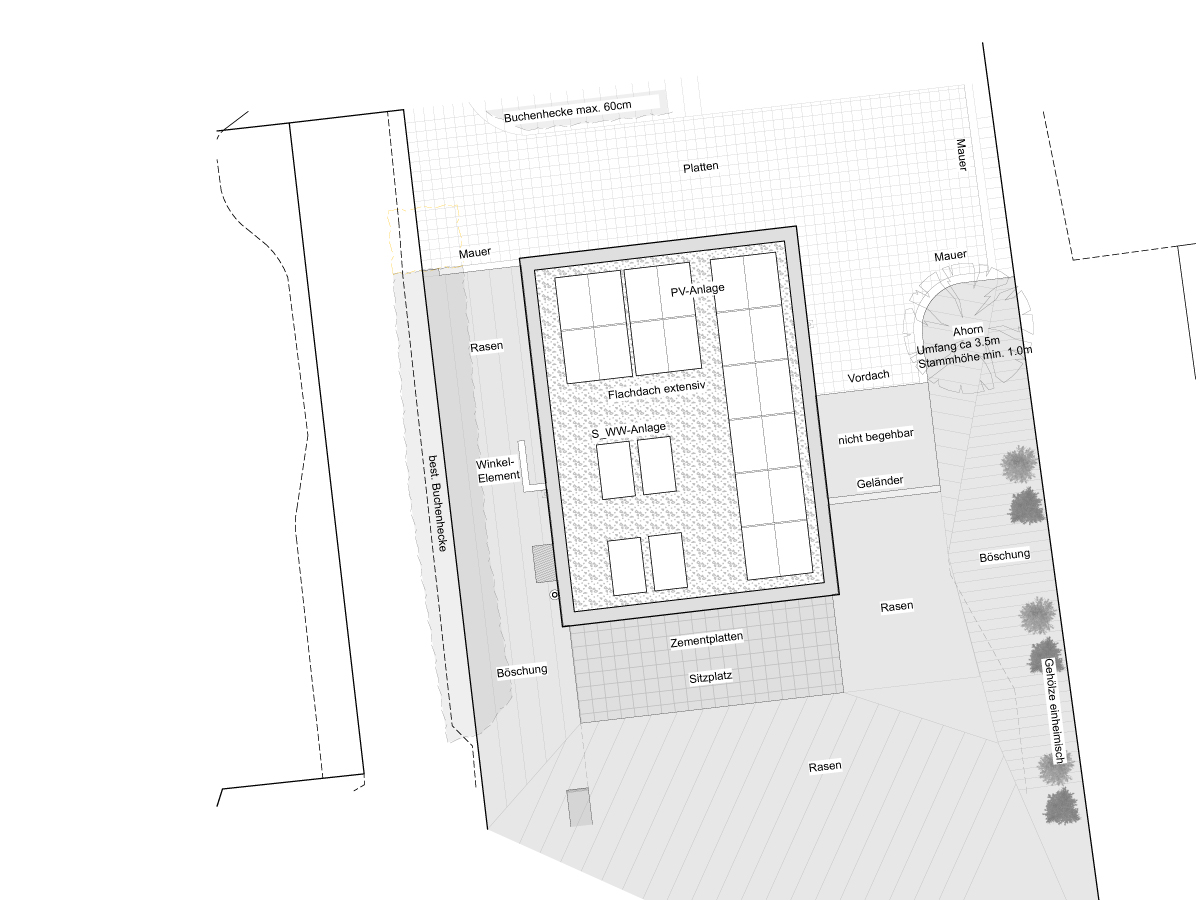 Buchenhecke max. 60cm
Platten
Mauer
Mauer
Mauer
PV-Anlage
Ahorn
Umfang ca 3.5m
Stammhöhe min. 1.0m
Rasen
Vordach
Flachdach extensiv
S_WW-Anlage
nicht begehbar
Winkel-
Element
Geländer
best. Buchenhecke
Böschung
Rasen
Zementplatten
Sitzplatz
Böschung
Gehölze einheimisch
Rasen